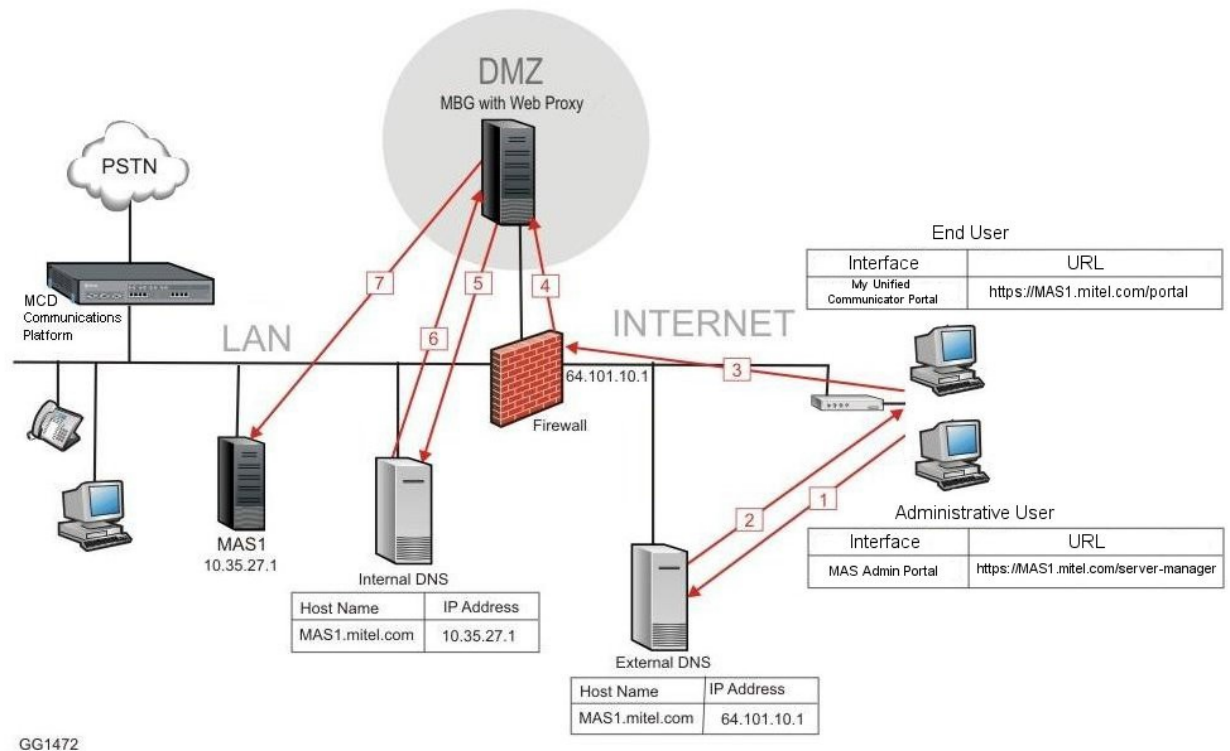 DMZ
MBG with Web Proxy
PSTN
MCD
Communications
Platform
LAN
INTERNET
7
5
4
6
3
64.101.10.1
Firewall
End User
Interface URL
My Unified
Communicator Portal
https://MAS1.mitel.com/portal
MAS1
10.35.27.1
2
1
Administrative User
Interface URL
MAS Admin Portal https://MAS1.mitel.com/server-manager
Internal DNS
Host Name IP Address
MAS1.mitel.com 10.35.27.1
External DNS
Host Name IP Address
MAS1.mitel.com 64.101.10.1
GG1472